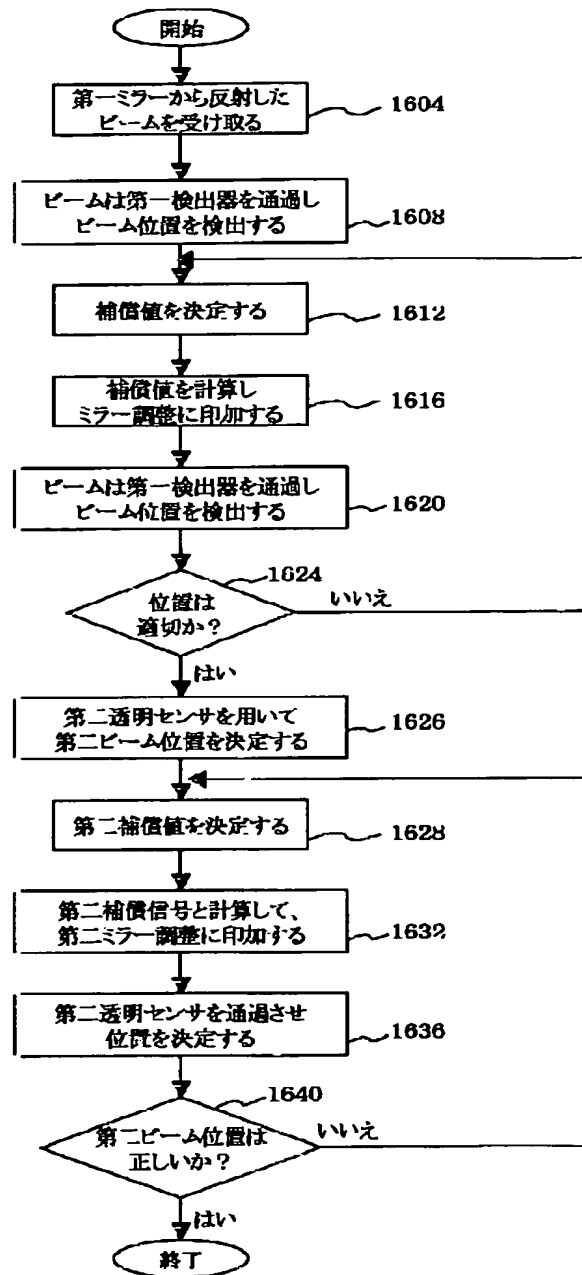 開始
第一ミラーから反射した
ビームを受け取る
1604
ビームは第一検出器を通過し
ビーム位置を検出する
1608
補償値を決定する
1612
補償値を計算し
ミラー調整に印加する
1616
ビームは第一検出器を通過し
ビーム位置を検出する
1620
1624
位置は
適切か？
いいえ
はい
第二透明センサを用いて
第二ビーム位置を決定する
1626
第二補償値を決定する
1628
第二補償信号と計算して、
第二ミラー調整に印加する
1632
第二透明センサを通過させ
位置を決定する
1636
1640
第二ビーム位置は
正しいか？
いいえ
はい
終了